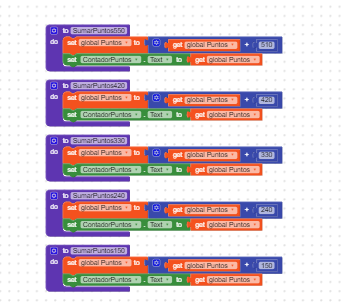 to SumarPuntos550
do set global Puntos to get global Puntos + 510
set ContadorPuntos . Text to get global Puntos
to SumarPuntos420
do set global Puntos to get global Puntos + 420
set ContadorPuntos . Text to get global Puntos
to SumarPuntos330
do set global Puntos to get global Puntos + 330
set ContadorPuntos . Text to get global Puntos
to SumarPuntos240
do set global Puntos to get global Puntos + 240
set ContadorPuntos . Text to get global Puntos
to SumarPuntos150
do set global Puntos to get global Puntos + 150
set ContadorPuntos . Text to get global Puntos